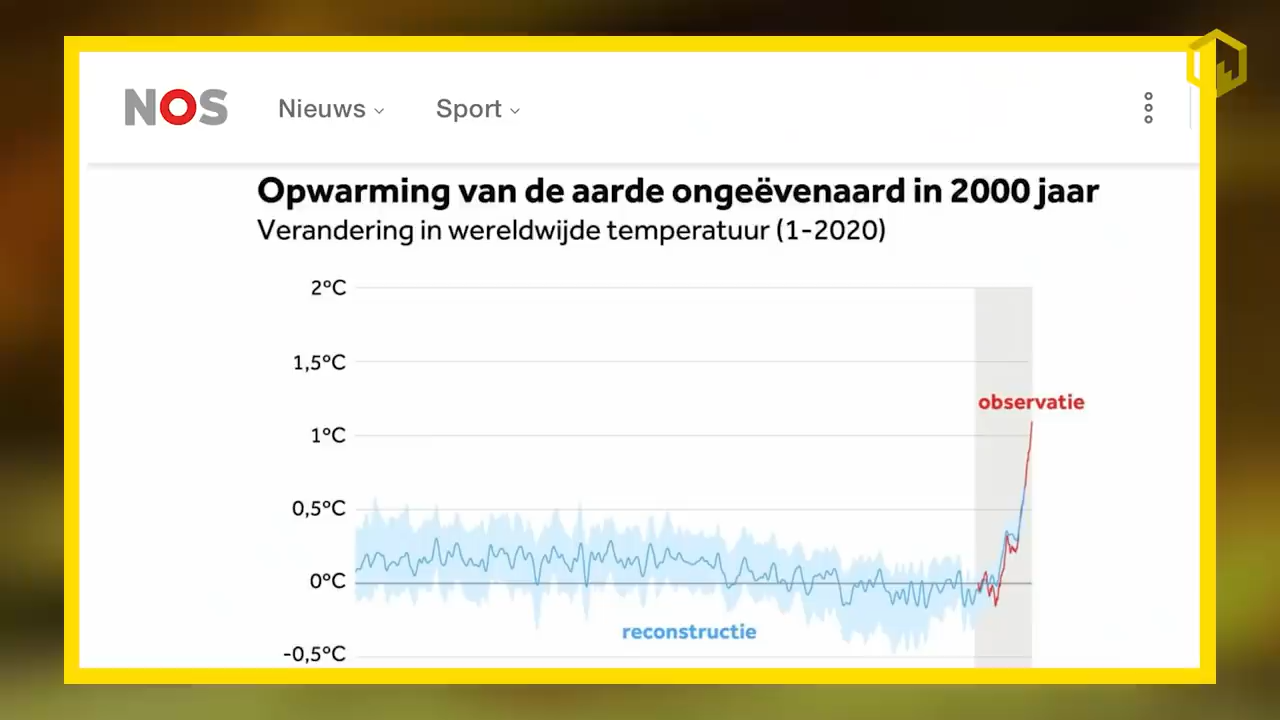 NOS Nieuws Sport
Opwarming van de aarde ongeëvenaard in 2000 jaar
Verandering in wereldwijde temperatuur (1-2020)
2°C
1,5°C
observatie
1°C
0,5°C
0°C
reconstructie
-0,5°C